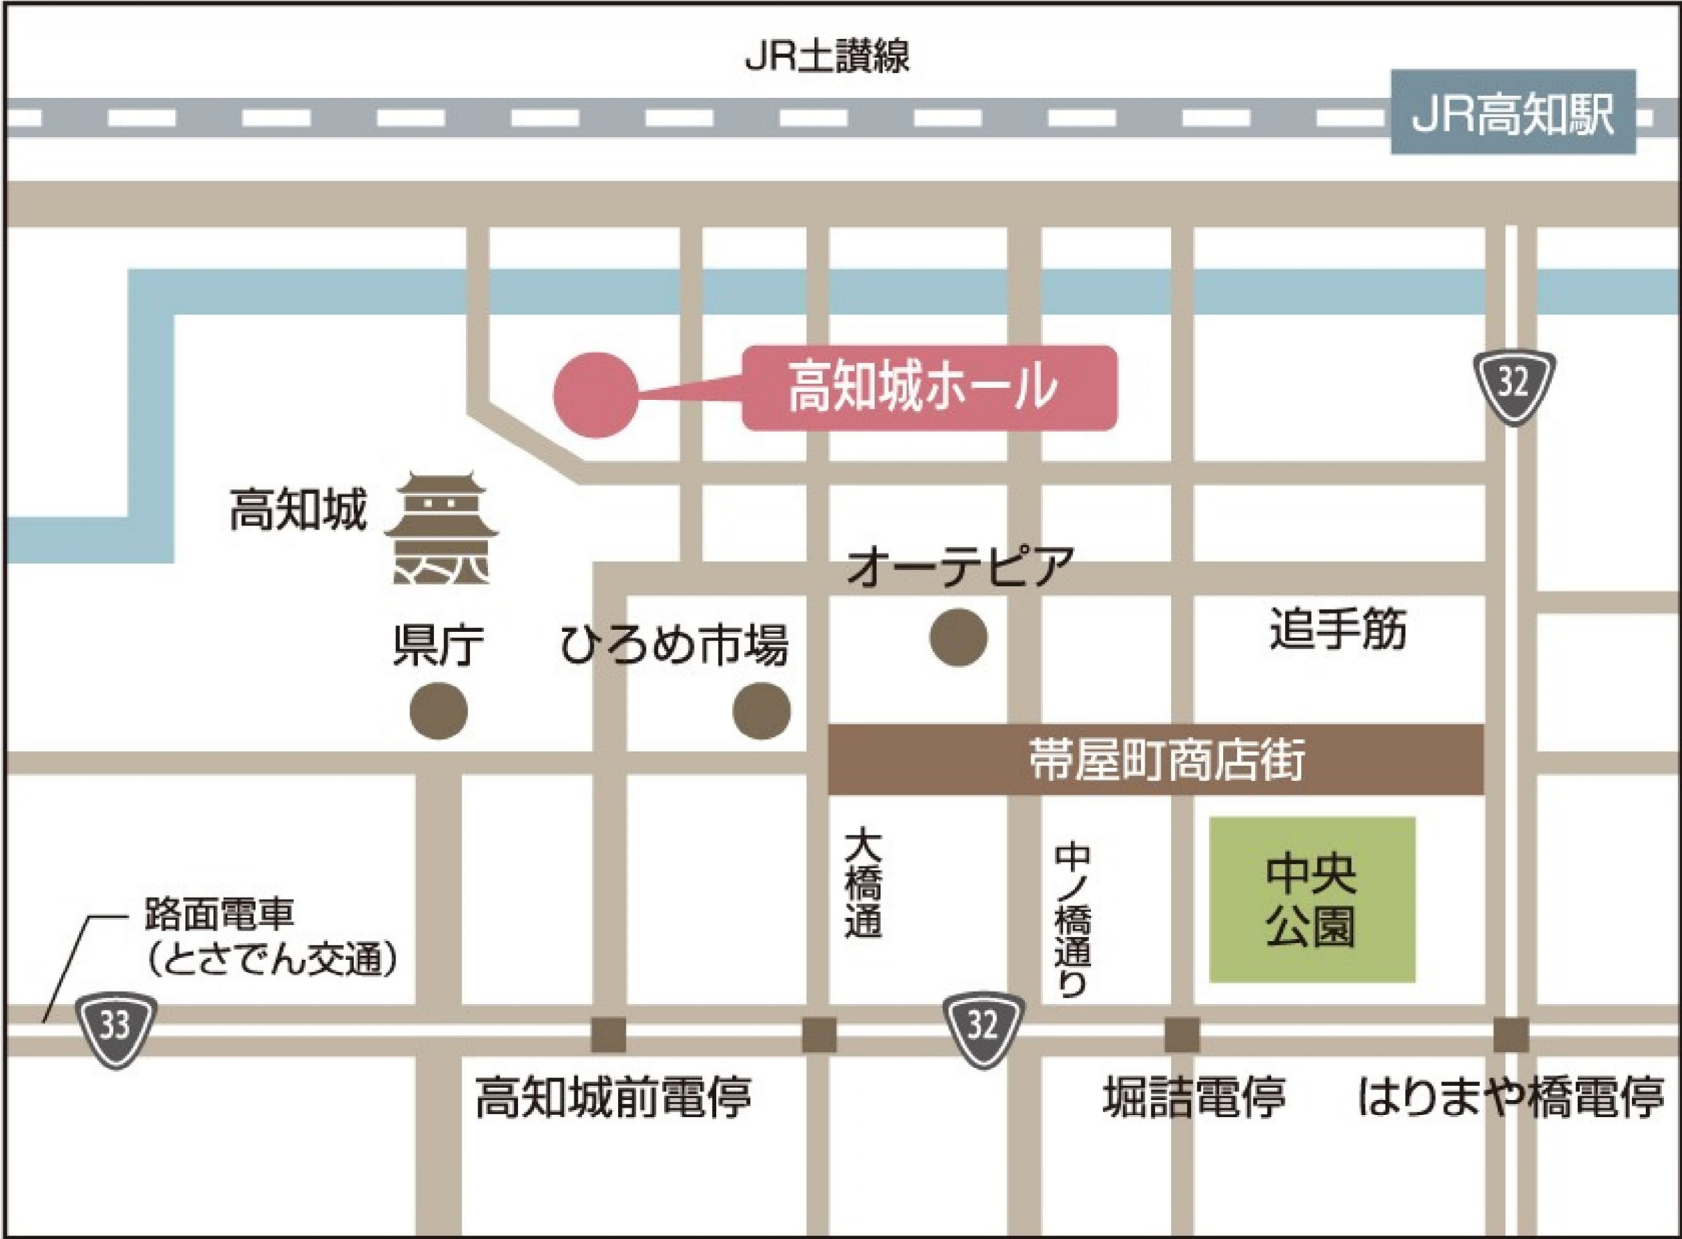 JR土讃線
JR高知駅
高知城ホール
32
高知城
オーテピア
県庁
ひろめ市場
追手筋
帯屋町商店街
大橋通
中ノ橋通り
中央
公園
路面電車
（とさでん交通）
33
32
高知城前電停
堀詰電停
はりまや橋電停